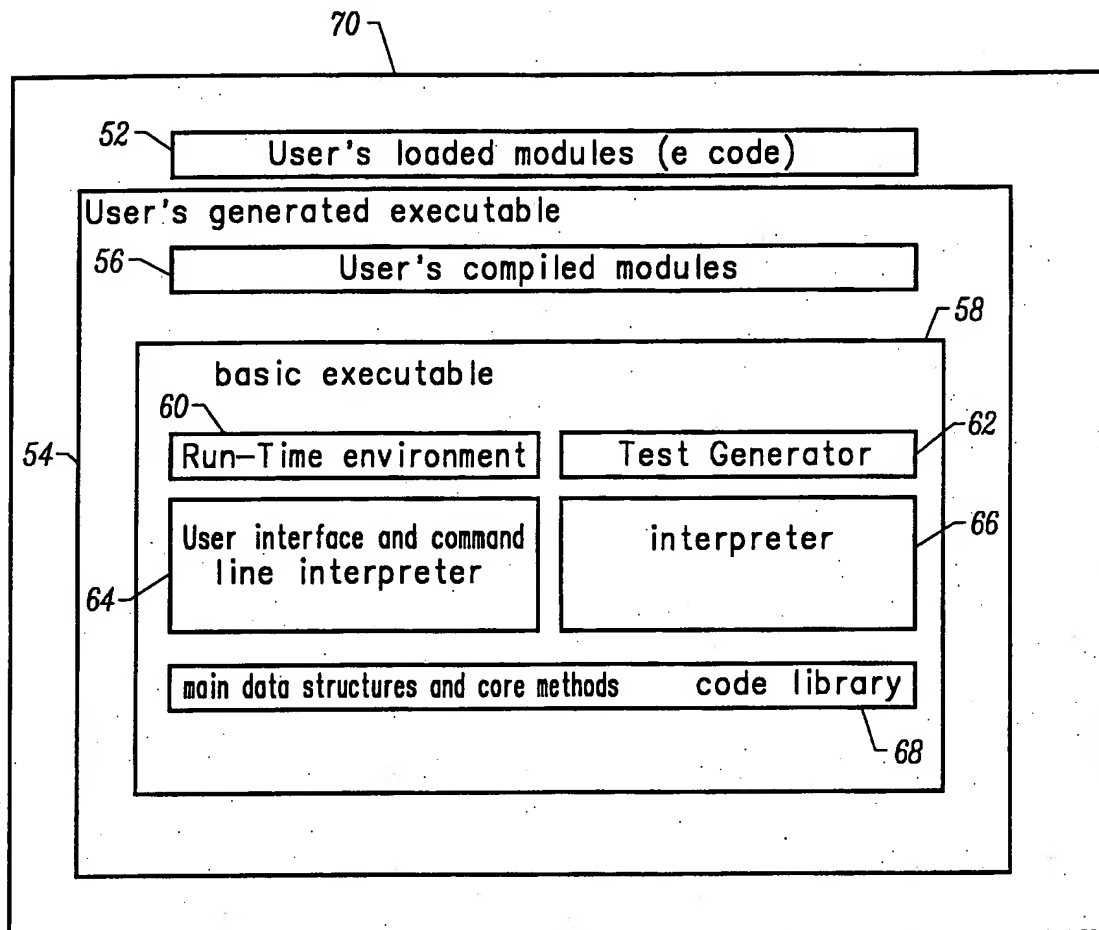 70
52
User's loaded modules (e code)
User's generated executable
56
User's compiled modules
58
basic executable
60
Run-Time environment
Test Generator
62
54
User interface and command
line interpreter
interpreter
66
64
main data structures and core methods code library
68